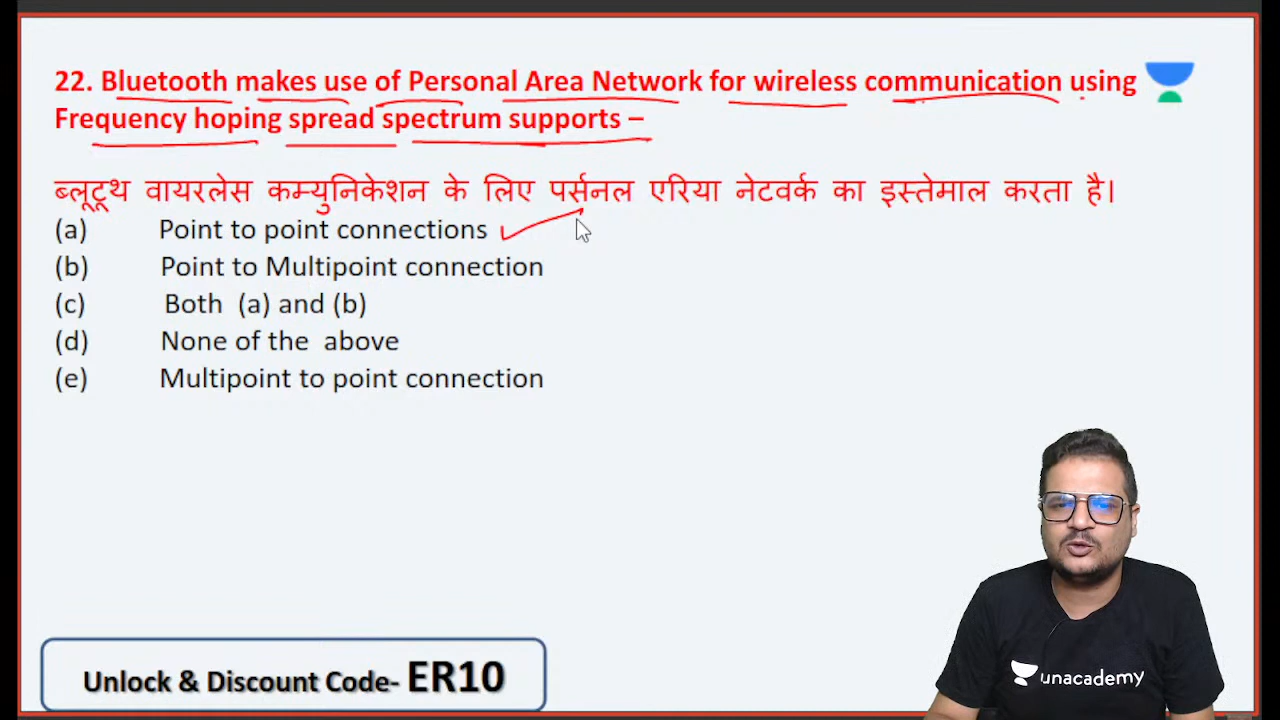 22. Bluetooth makes use of Personal Area Network for wireless communication using
Frequency hoping spread spectrum supports –
ब्लूटूथ वायरलेस कम्युनिकेशन के लिए पर्सनल एरिया नेटवर्क का इस्तेमाल करता है।
(a) Point to point connections
(b) Point to Multipoint connection
(c) Both (a) and (b)
(d) None of the above
(e) Multipoint to point connection
unacademy
Unlock & Discount Code- ER10